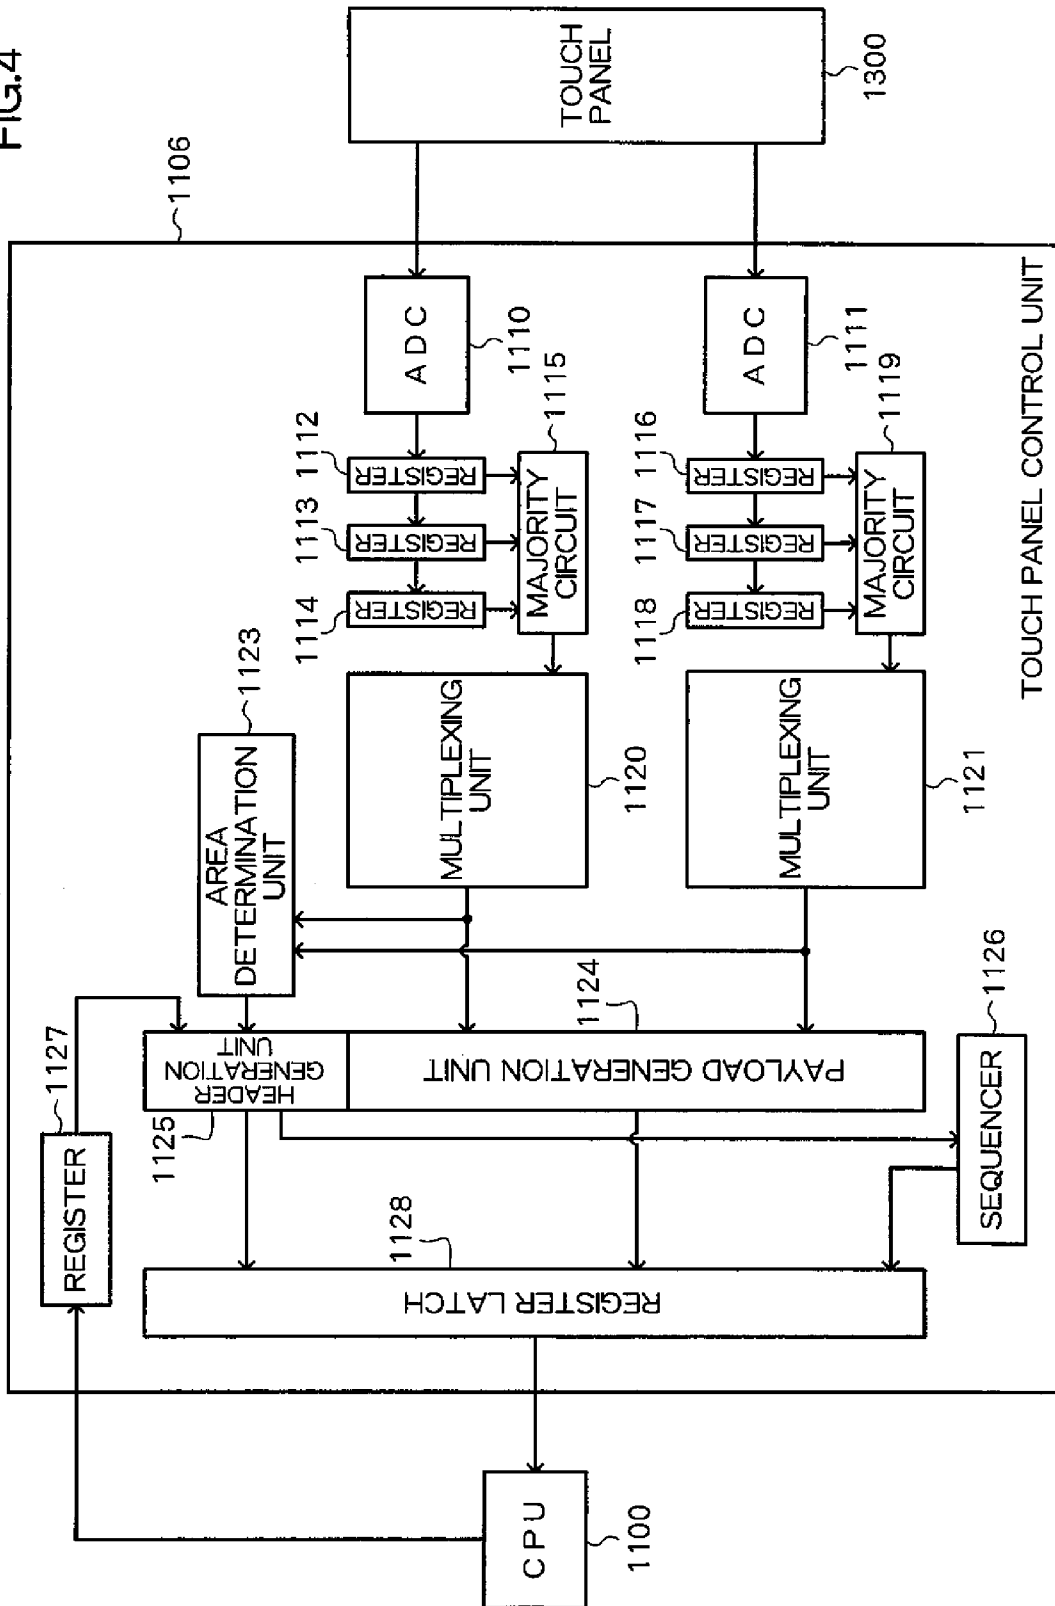 FIG.4
TOUCH
PANEL
1300
1106
ADC
1110
ADC
1111
REGISTER
1112
REGISTER
1113
REGISTER
1114
MAJORITY
CIRCUIT
1115
REGISTER
1116
REGISTER
1117
REGISTER
1118
MAJORITY
CIRCUIT
1119
MULTIPLEXING
UNIT
1120
MULTIPLEXING
UNIT
1121
AREA
DETERMINATION
UNIT
1123
HEADER
GENERATION
UNIT
1125
PAYLOAD GENERATION UNIT
1124
SEQUENCER
1126
REGISTER
1127
REGISTER LATCH
1128
CPU
1100
TOUCH PANEL CONTROL UNIT